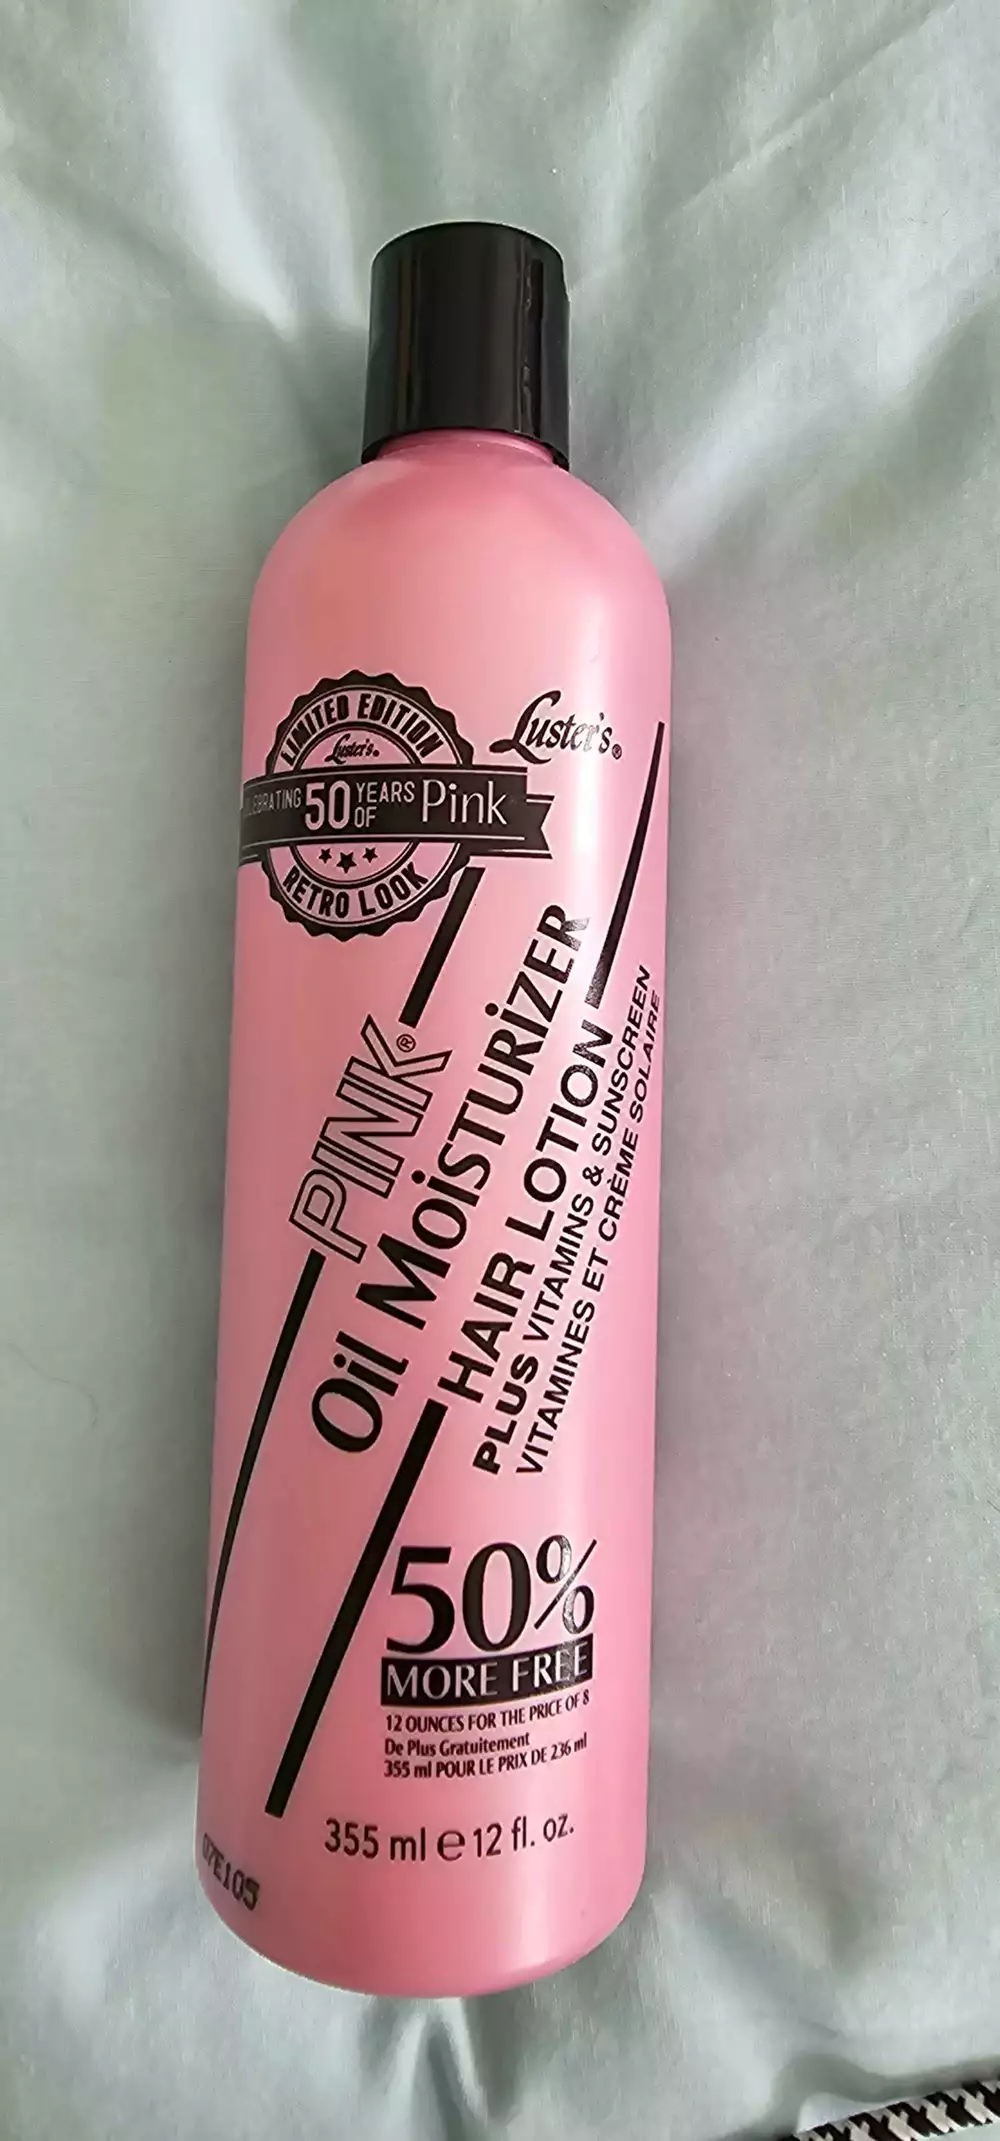 LIMITED EDITION
Luster's®
50 YEARS OF Pink
RETRO LOOK
Luster's®
PINK®
Oil MOiSTURiZER
HAIR LOTION
PLUS VITAMINS & SUNSCREEN
VITAMINES ET CRÈME SOLAIRE
50%
MORE FREE
12 OUNCES FOR THE PRICE OF 8
De Plus Gratuitement
355 ml POUR LE PRIX DE 236 ml
355 ml e 12 fl. oz.